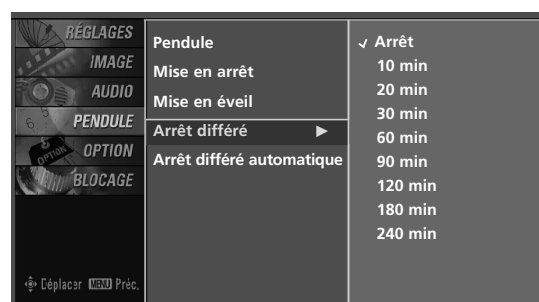 RÉGLAGES
IMAGE
AUDIO
PENDULE
OPTION
BLOCAGE
Déplacer MENU Préc.
Pendule
Mise en arrêt
Mise en éveil
Arrêt différé ▶
Arrêt différé automatique
✓ Arrêt
10 min
20 min
30 min
60 min
90 min
120 min
180 min
240 min